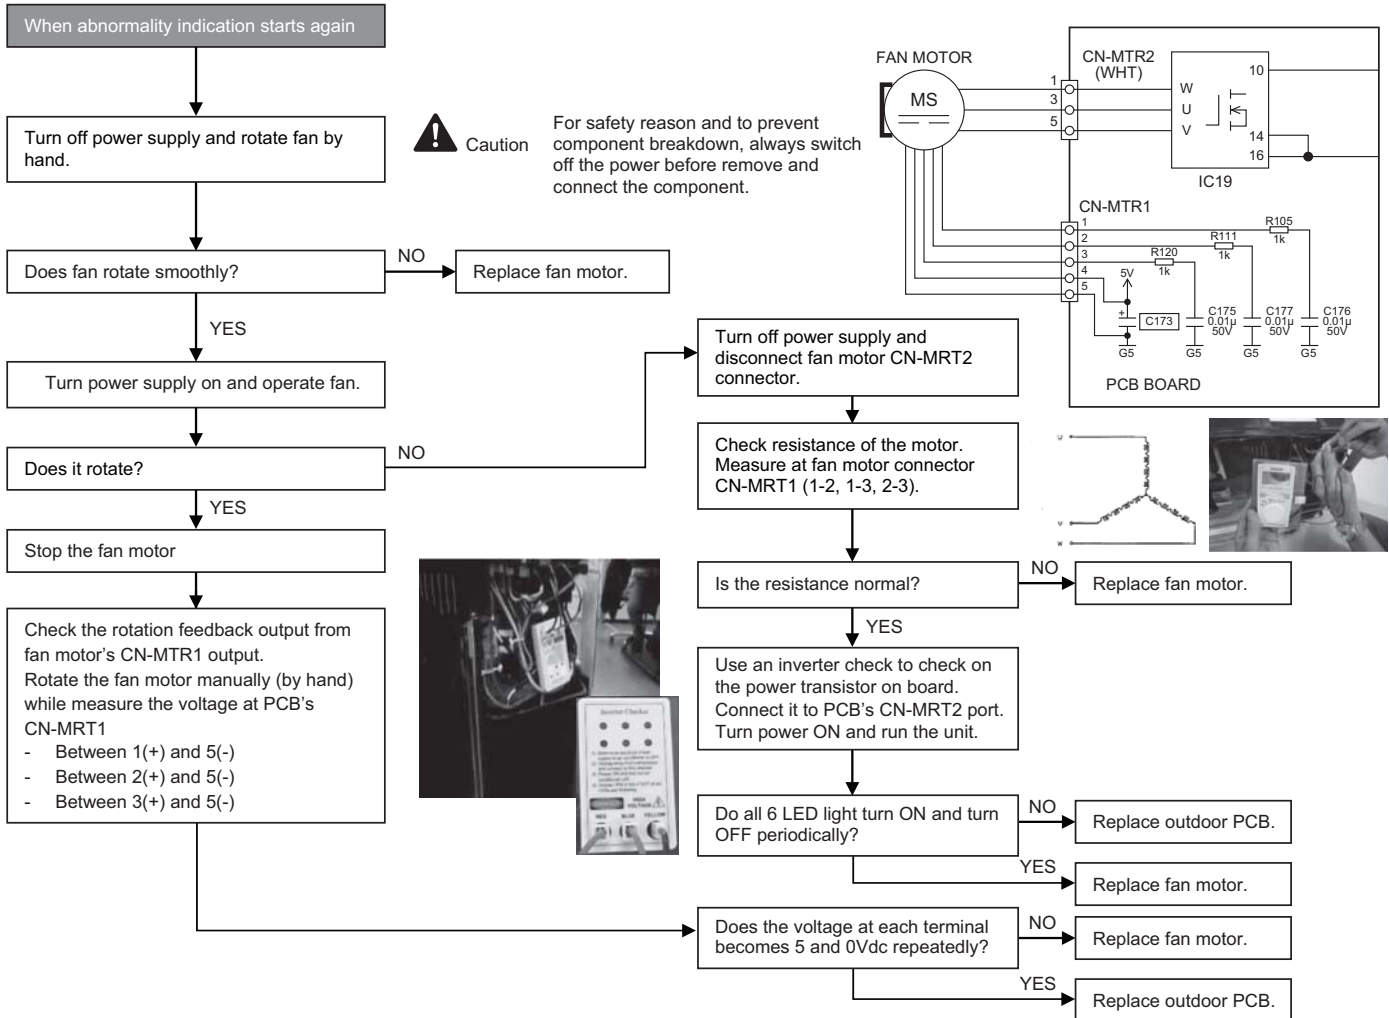 When abnormality indication starts again
Turn off power supply and rotate fan by
hand.
Caution
For safety reason and to prevent
component breakdown, always switch
off the power before remove and
connect the component.
Does fan rotate smoothly?
NO
Replace fan motor.
YES
Turn power supply on and operate fan.
Does it rotate?
NO
YES
Stop the fan motor
Check the rotation feedback output from
fan motor's CN-MTR1 output.
Rotate the fan motor manually (by hand)
while measure the voltage at PCB's
CN-MRT1
- Between 1(+) and 5(-)
- Between 2(+) and 5(-)
- Between 3(+) and 5(-)
Turn off power supply and
disconnect fan motor CN-MRT2
connector.
Check resistance of the motor.
Measure at fan motor connector
CN-MRT1 (1-2, 1-3, 2-3).
Is the resistance normal?
NO
Replace fan motor.
YES
Use an inverter check to check on
the power transistor on board.
Connect it to PCB's CN-MRT2 port.
Turn power ON and run the unit.
Do all 6 LED light turn ON and turn
OFF periodically?
NO
Replace outdoor PCB.
YES
Replace fan motor.
Does the voltage at each terminal
becomes 5 and 0Vdc repeatedly?
NO
Replace fan motor.
YES
Replace outdoor PCB.
FAN MOTOR
MS
CN-MTR2
(WHT)
1
3
5
W
U
V
10
14
16
IC19
CN-MTR1
1
2
3
4
5
R105
1k
R111
1k
R120
1k
5V
+
C173
C175
0.01µ
50V
C177
0.01µ
50V
C176
0.01µ
50V
G5
G5
G5
G5
PCB BOARD
U
V
W
Inverter Checker
HIGH
VOLTAGE
RED BLUE YELLOW